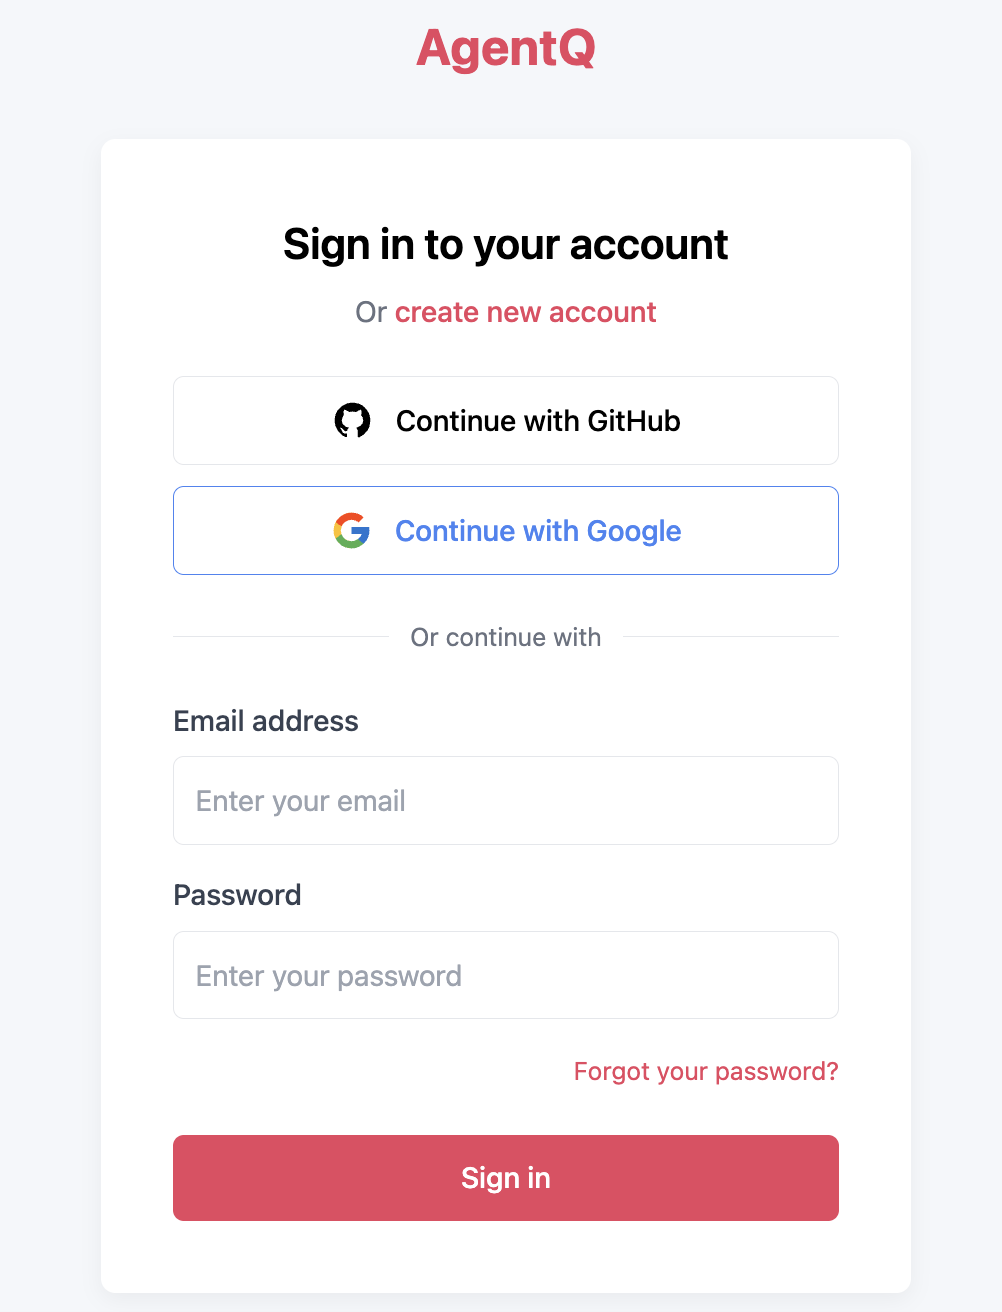 AgentQ
Sign in to your account
Or create new account
Continue with GitHub
Continue with Google
Or continue with
Email address
Enter your email
Password
Enter your password
Forgot your password?
Sign in